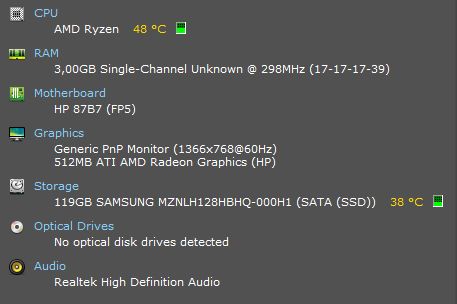 CPU
AMD Ryzen 48 °C
RAM
3,00GB Single-Channel Unknown @ 298MHz (17-17-17-39)
Motherboard
HP 87B7 (FP5)
Graphics
Generic PnP Monitor (1366x768@60Hz)
512MB ATI AMD Radeon Graphics (HP)
Storage
119GB SAMSUNG MZNLH128HBHQ-000H1 (SATA (SSD)) 38 °C
Optical Drives
No optical disk drives detected
Audio
Realtek High Definition Audio